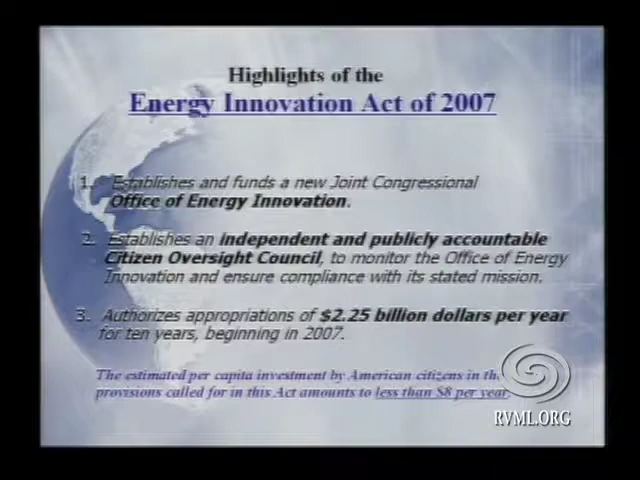 Highlights of the
Energy Innovation Act of 2007
1. Establishes and funds a new Joint Congressional
Office of Energy Innovation.
2. Establishes an independent and publicly accountable
Citizen Oversight Council, to monitor the Office of Energy
Innovation and ensure compliance with its stated mission.
3. Authorizes appropriations of $2.25 billion dollars per year
for ten years, beginning in 2007.
The estimated per capita investment by American citizens in the
provisions called for in this Act amounts to less than $8 per year.
RVML.ORG